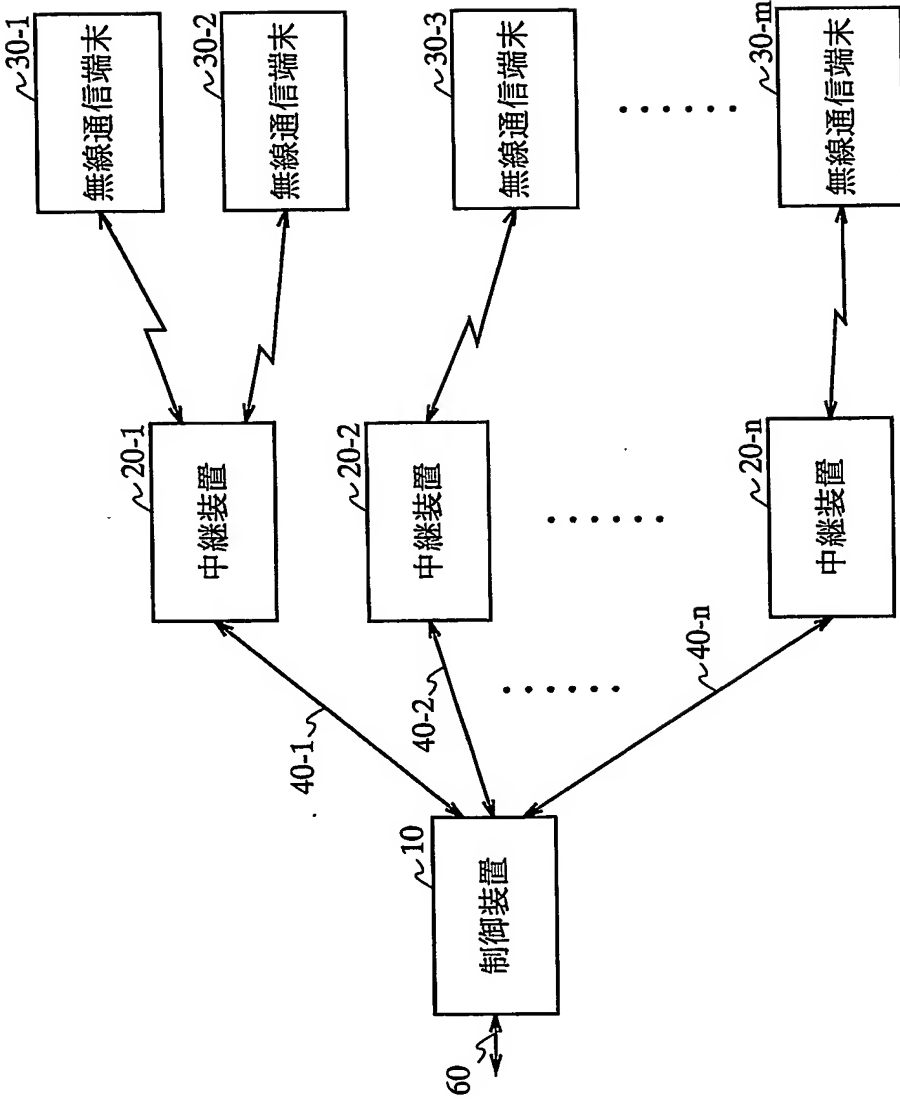 30-1
無線通信端末
30-2
無線通信端末
30-3
無線通信端末
30-m
無線通信端末
20-1
中継装置
20-2
中継装置
20-n
中継装置
40-1
40-2
40-n
10
制御装置
60